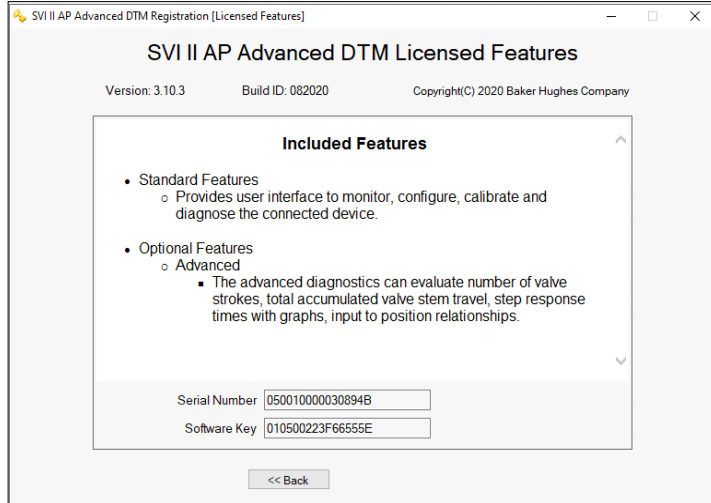 SVI II AP Advanced DTM Registration [Licensed Features]
SVI II AP Advanced DTM Licensed Features
Version: 3.10.3 Build ID: 082020 Copyright(C) 2020 Baker Hughes Company
Included Features
• Standard Features
o Provides user interface to monitor, configure, calibrate and
diagnose the connected device.
• Optional Features
o Advanced
▪ The advanced diagnostics can evaluate number of valve
strokes, total accumulated valve stem travel, step response
times with graphs, input to position relationships.
Serial Number 050010000030894B
Software Key 010500223F66555E
<< Back